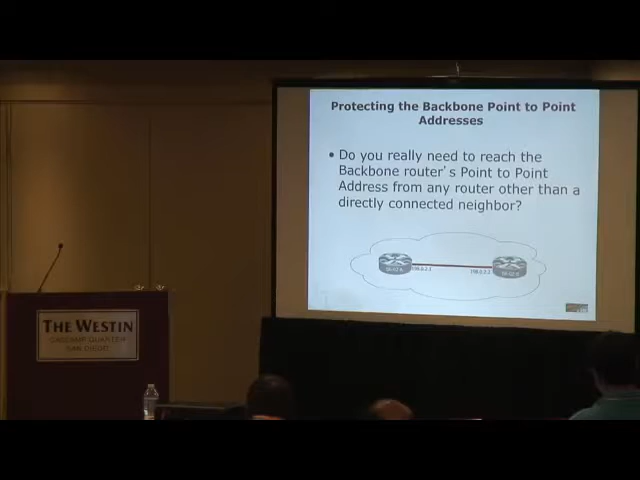 Protecting the Backbone Point to Point
Addresses
• Do you really need to reach the
Backbone router's Point to Point
Address from any router other than a
directly connected neighbor?
THE WESTIN
GASLAMP QUARTER
SAN DIEGO